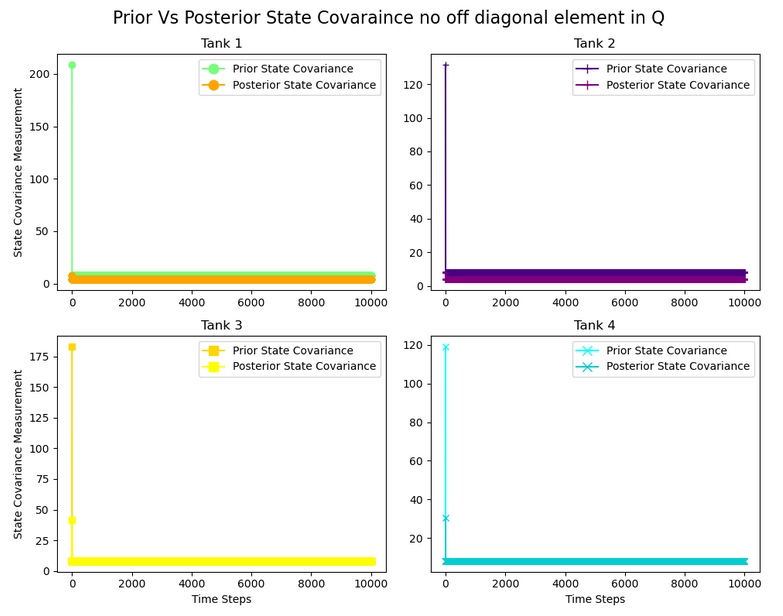 Prior Vs Posterior State Covaraince no off diagonal element in Q
Tank 1
Prior State Covariance
Posterior State Covariance
State Covariance Measurement
200
150
100
50
0
0 2000 4000 6000 8000 10000
Tank 2
Prior State Covariance
Posterior State Covariance
120
100
80
60
40
20
0
0 2000 4000 6000 8000 10000
Tank 3
Prior State Covariance
Posterior State Covariance
State Covariance Measurement
175
150
125
100
75
50
25
0
0 2000 4000 6000 8000 10000
Time Steps
Tank 4
Prior State Covariance
Posterior State Covariance
120
100
80
60
40
20
0 2000 4000 6000 8000 10000
Time Steps